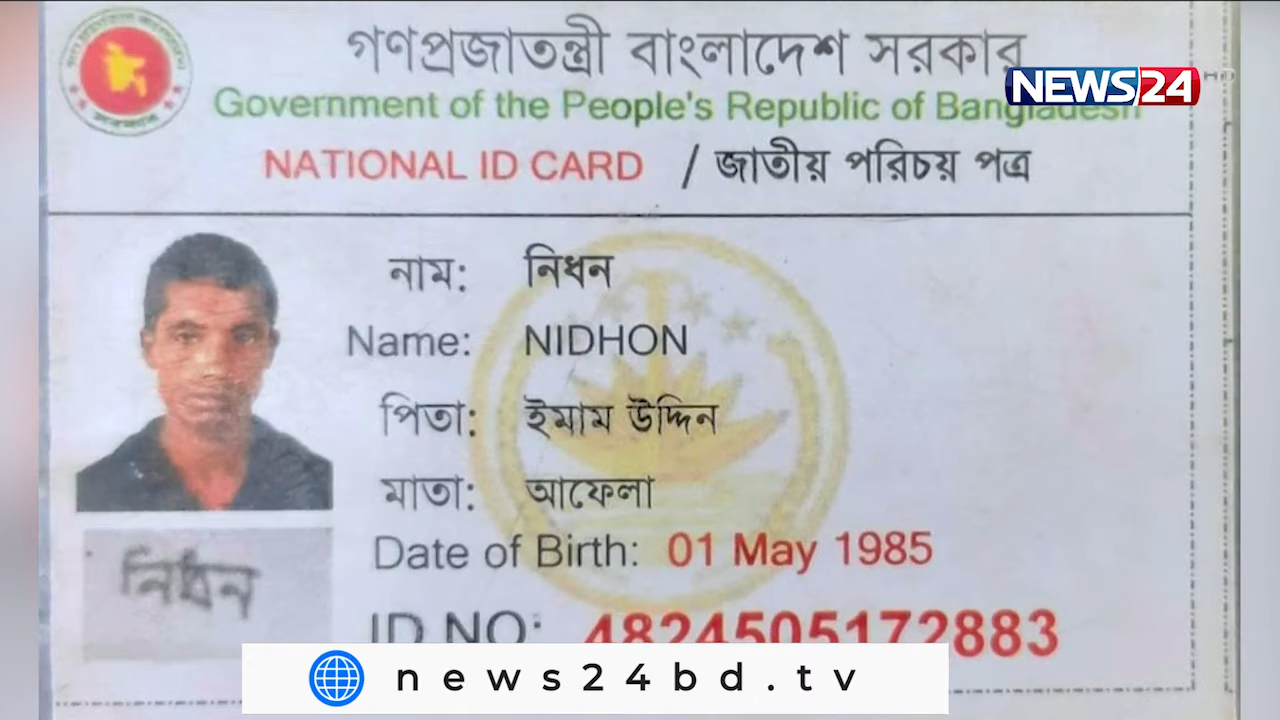 গণপ্রজাতন্ত্রী বাংলাদেশ সরকার
NEWS24 HD
Government of the People's Republic of Bangladesh
NATIONAL ID CARD / জাতীয় পরিচয় পত্র
নাম: নিধন
Name: NIDHON
পিতা: ইমাম উদ্দিন
মাতা: আফেলা
Date of Birth: 01 May 1985
নিধন
ID NO: 4824505172883
news24bd.tv